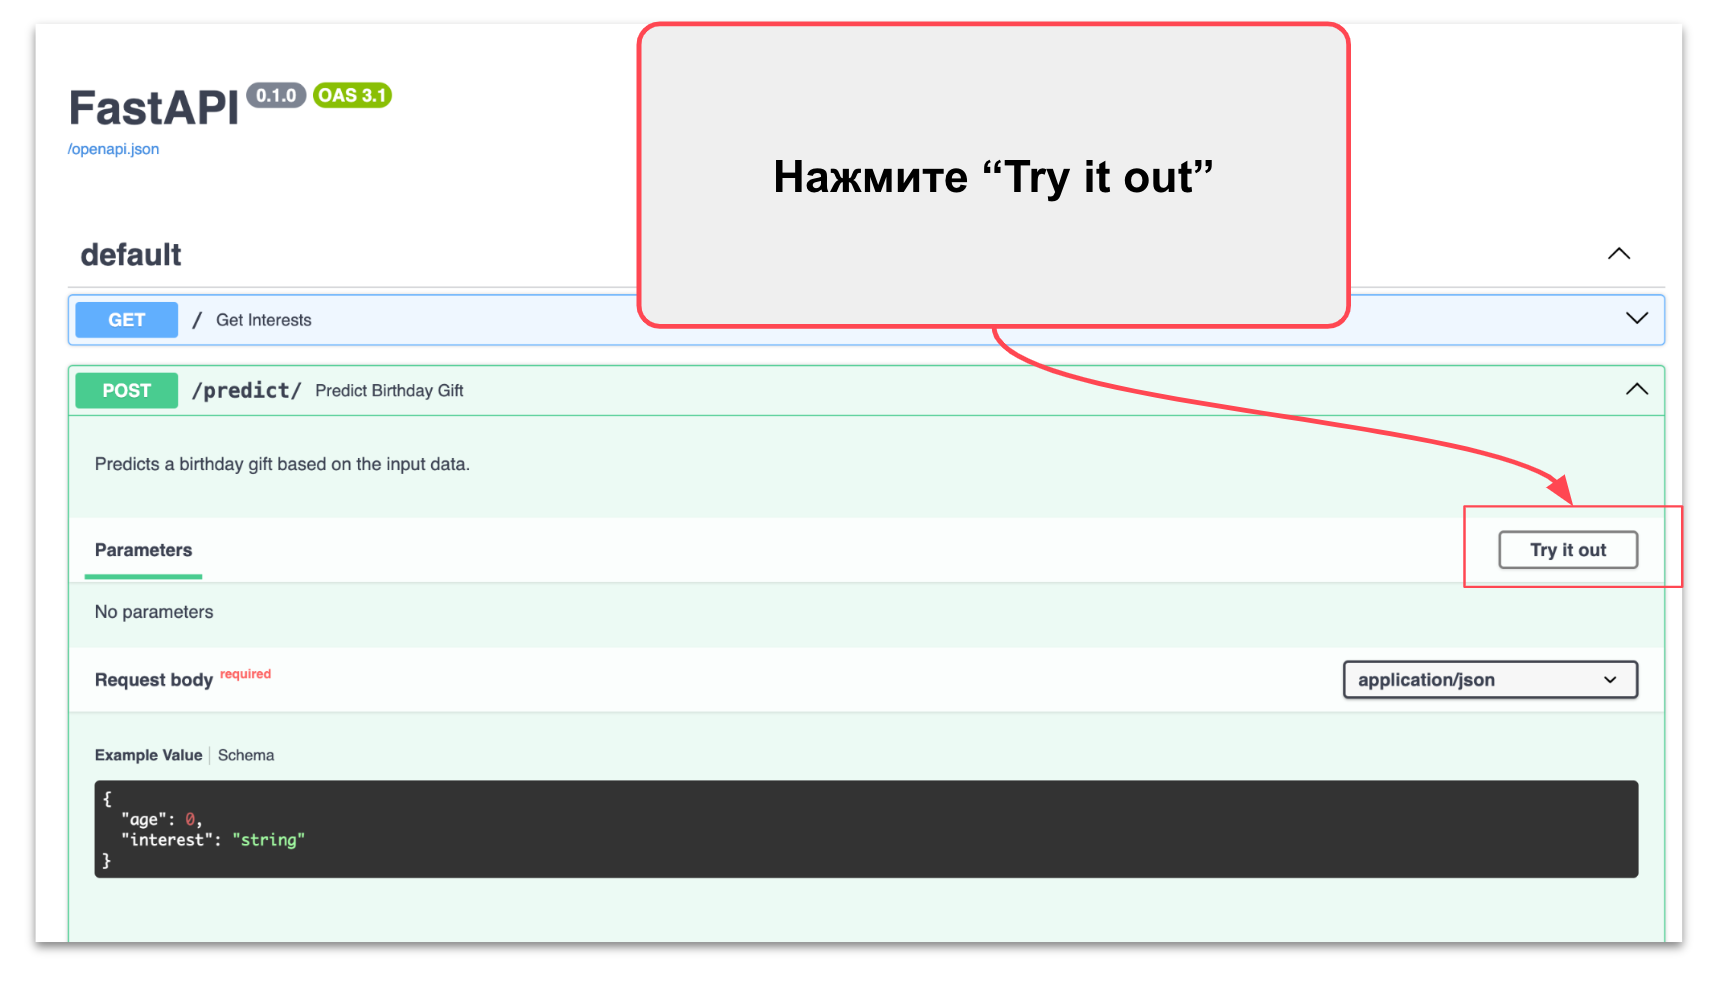 FastAPI 0.1.0 OAS 3.1
/openapi.json
Нажмите “Try it out”
default
GET / Get Interests
POST /predict/ Predict Birthday Gift
Predicts a birthday gift based on the input data.
Parameters
Try it out
No parameters
Request body required
application/json
Example Value | Schema
{
"age": 0,
"interest": "string"
}